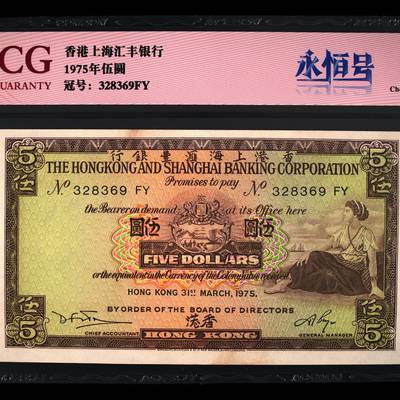 CG
UARANTY
香港上海汇丰银行
1975年伍圆
冠号：328369FY
永恒号
Ch
5 5
行銀豐滙海上港香
THE HONGKONG AND SHANGHAI BANKING CORPORATION
Promises to pay
No 328369 FY No 328369 FY
the Bearer on demand at its Office here
伍 圓伍 圓伍 伍
FIVE DOLLARS
or the equivalent in the Currency of the Colony value received
HONG KONG 31ST MARCH, 1975.
BY ORDER OF THE BOARD OF DIRECTORS
港香
CHIEF ACCOUNTANT GENERAL MANAGER
5 HONG KONG 5